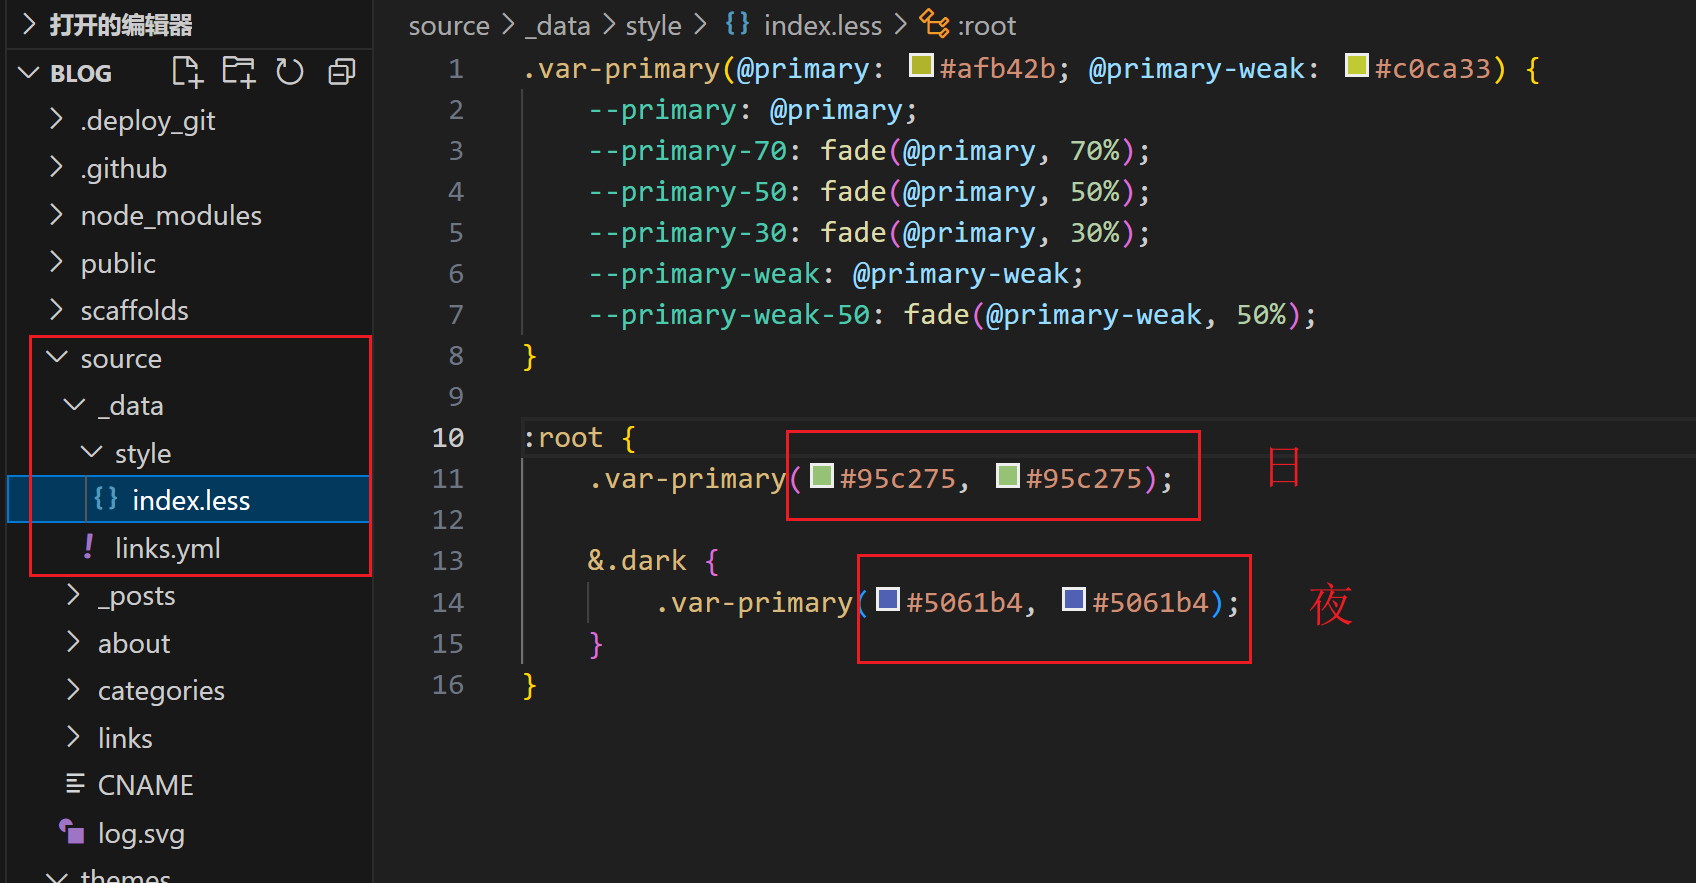 打开的编辑器
BLOG
.deploy_git
.github
node_modules
public
scaffolds
source
_data
style
index.less
links.yml
_posts
about
categories
links
CNAME
log.svg
themes
source > _data > style > {} index.less > :root
1 .var-primary(@primary: #afb42b; @primary-weak: #c0ca33) {
2 --primary: @primary;
3 --primary-70: fade(@primary, 70%);
4 --primary-50: fade(@primary, 50%);
5 --primary-30: fade(@primary, 30%);
6 --primary-weak: @primary-weak;
7 --primary-weak-50: fade(@primary-weak, 50%);
8 }
9
10 :root {
11 .var-primary(#95c275, #95c275); 日
12
13 &.dark {
14 .var-primary(#5061b4, #5061b4); 夜
15 }
16 }